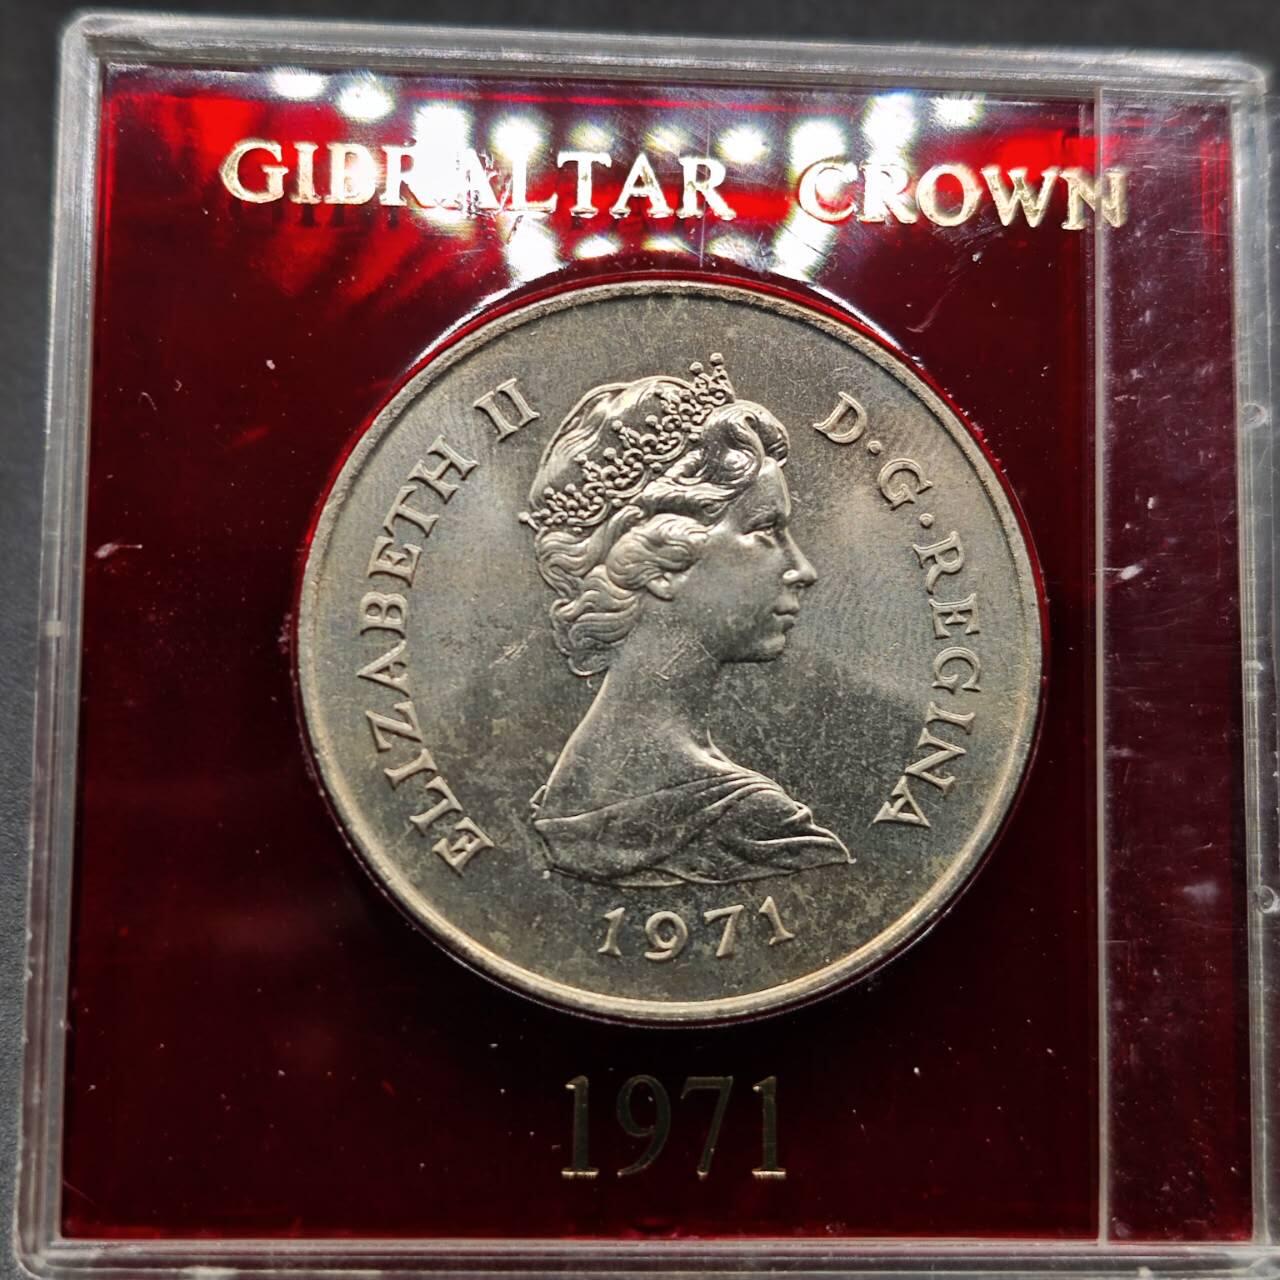 GIBRALTAR CROWN
ELIZABETH II D·G·REGINA
1971
1971